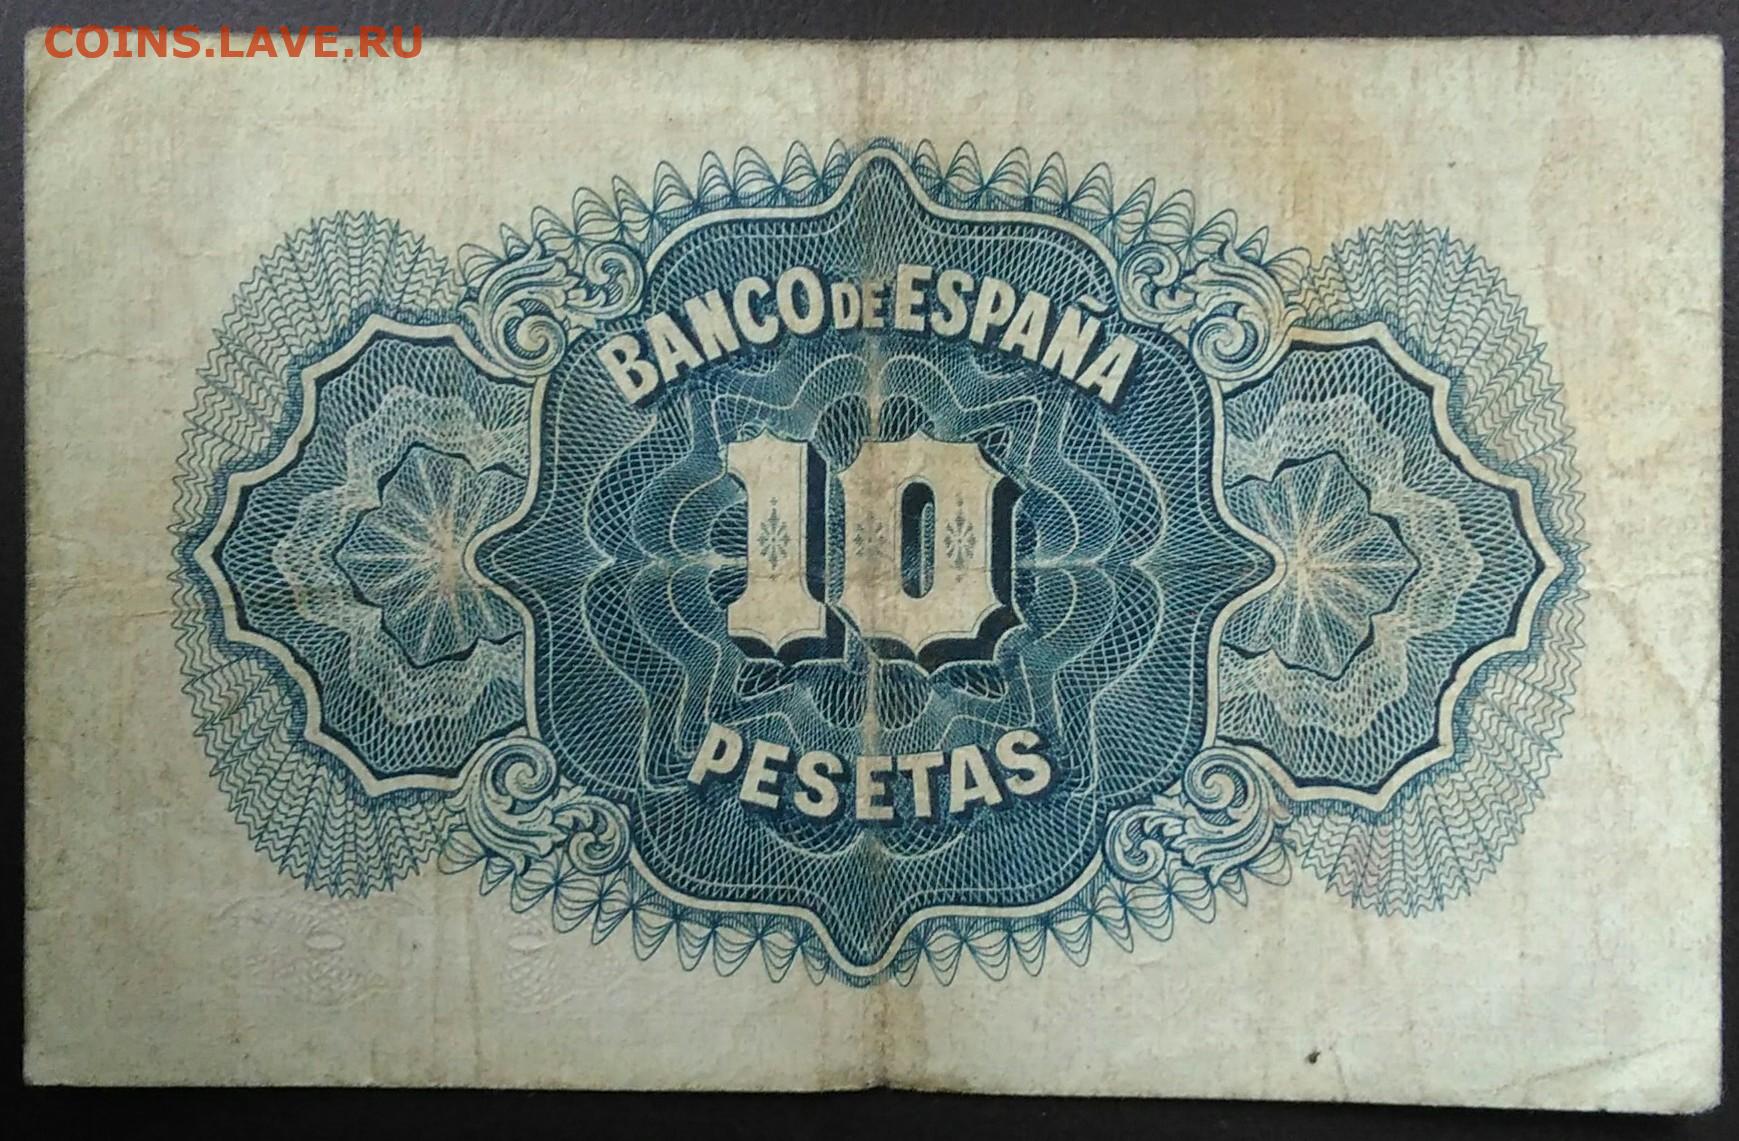 COINS.LAVE.RU
BANCO DE ESPAÑA
10
PESETAS